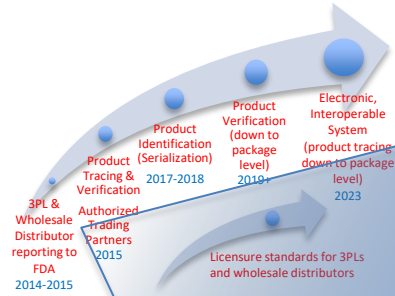 3PL &
Wholesale
Distributor
reporting to
FDA
2014-2015
Product
Tracing &
Verification
Authorized
Trading
Partners
2015
Product
Identification
(Serialization)
2017-2018
Product
Verification
(down to
package
level)
2019+
Electronic,
Interoperable
System
(product tracing
down to package
level)
2023
Licensure standards for 3PLs
and wholesale distributors